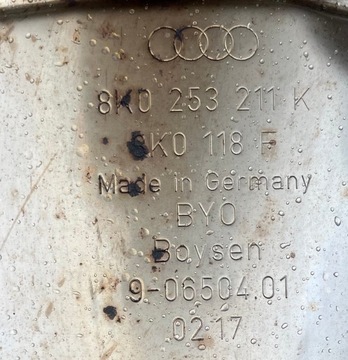 8K0 253 211 K
8K0 118 F
Made in Germany
BYO
Boysen
9-06504.01
02.17